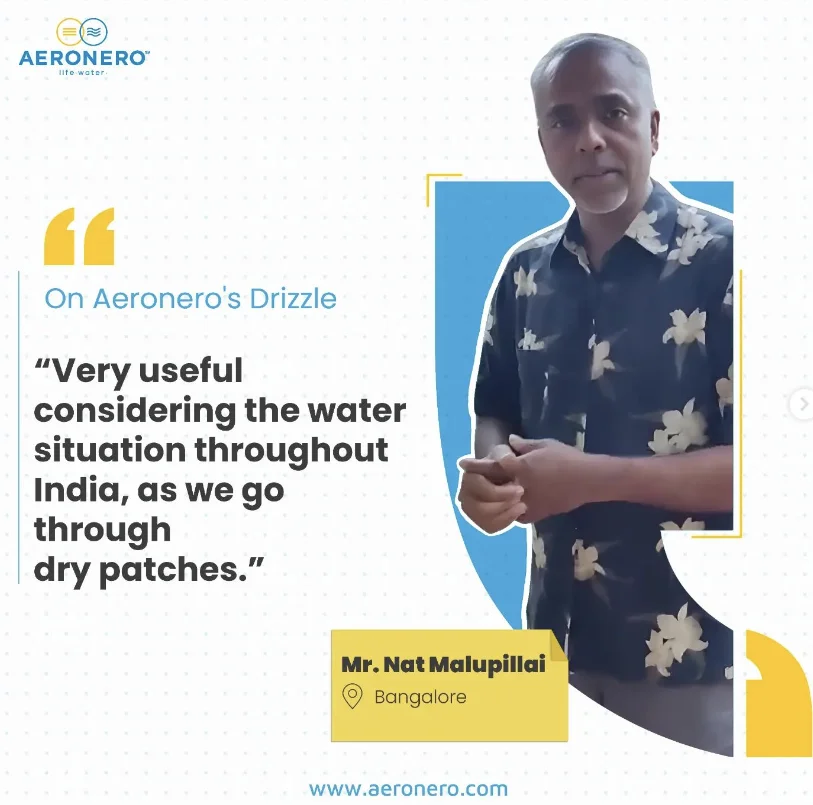 AERONERO™
life water
On Aeronero's Drizzle
“Very useful
considering the water
situation throughout
India, as we go
through
dry patches.”
Mr. Nat Malupillai
Bangalore
www.aeronero.com